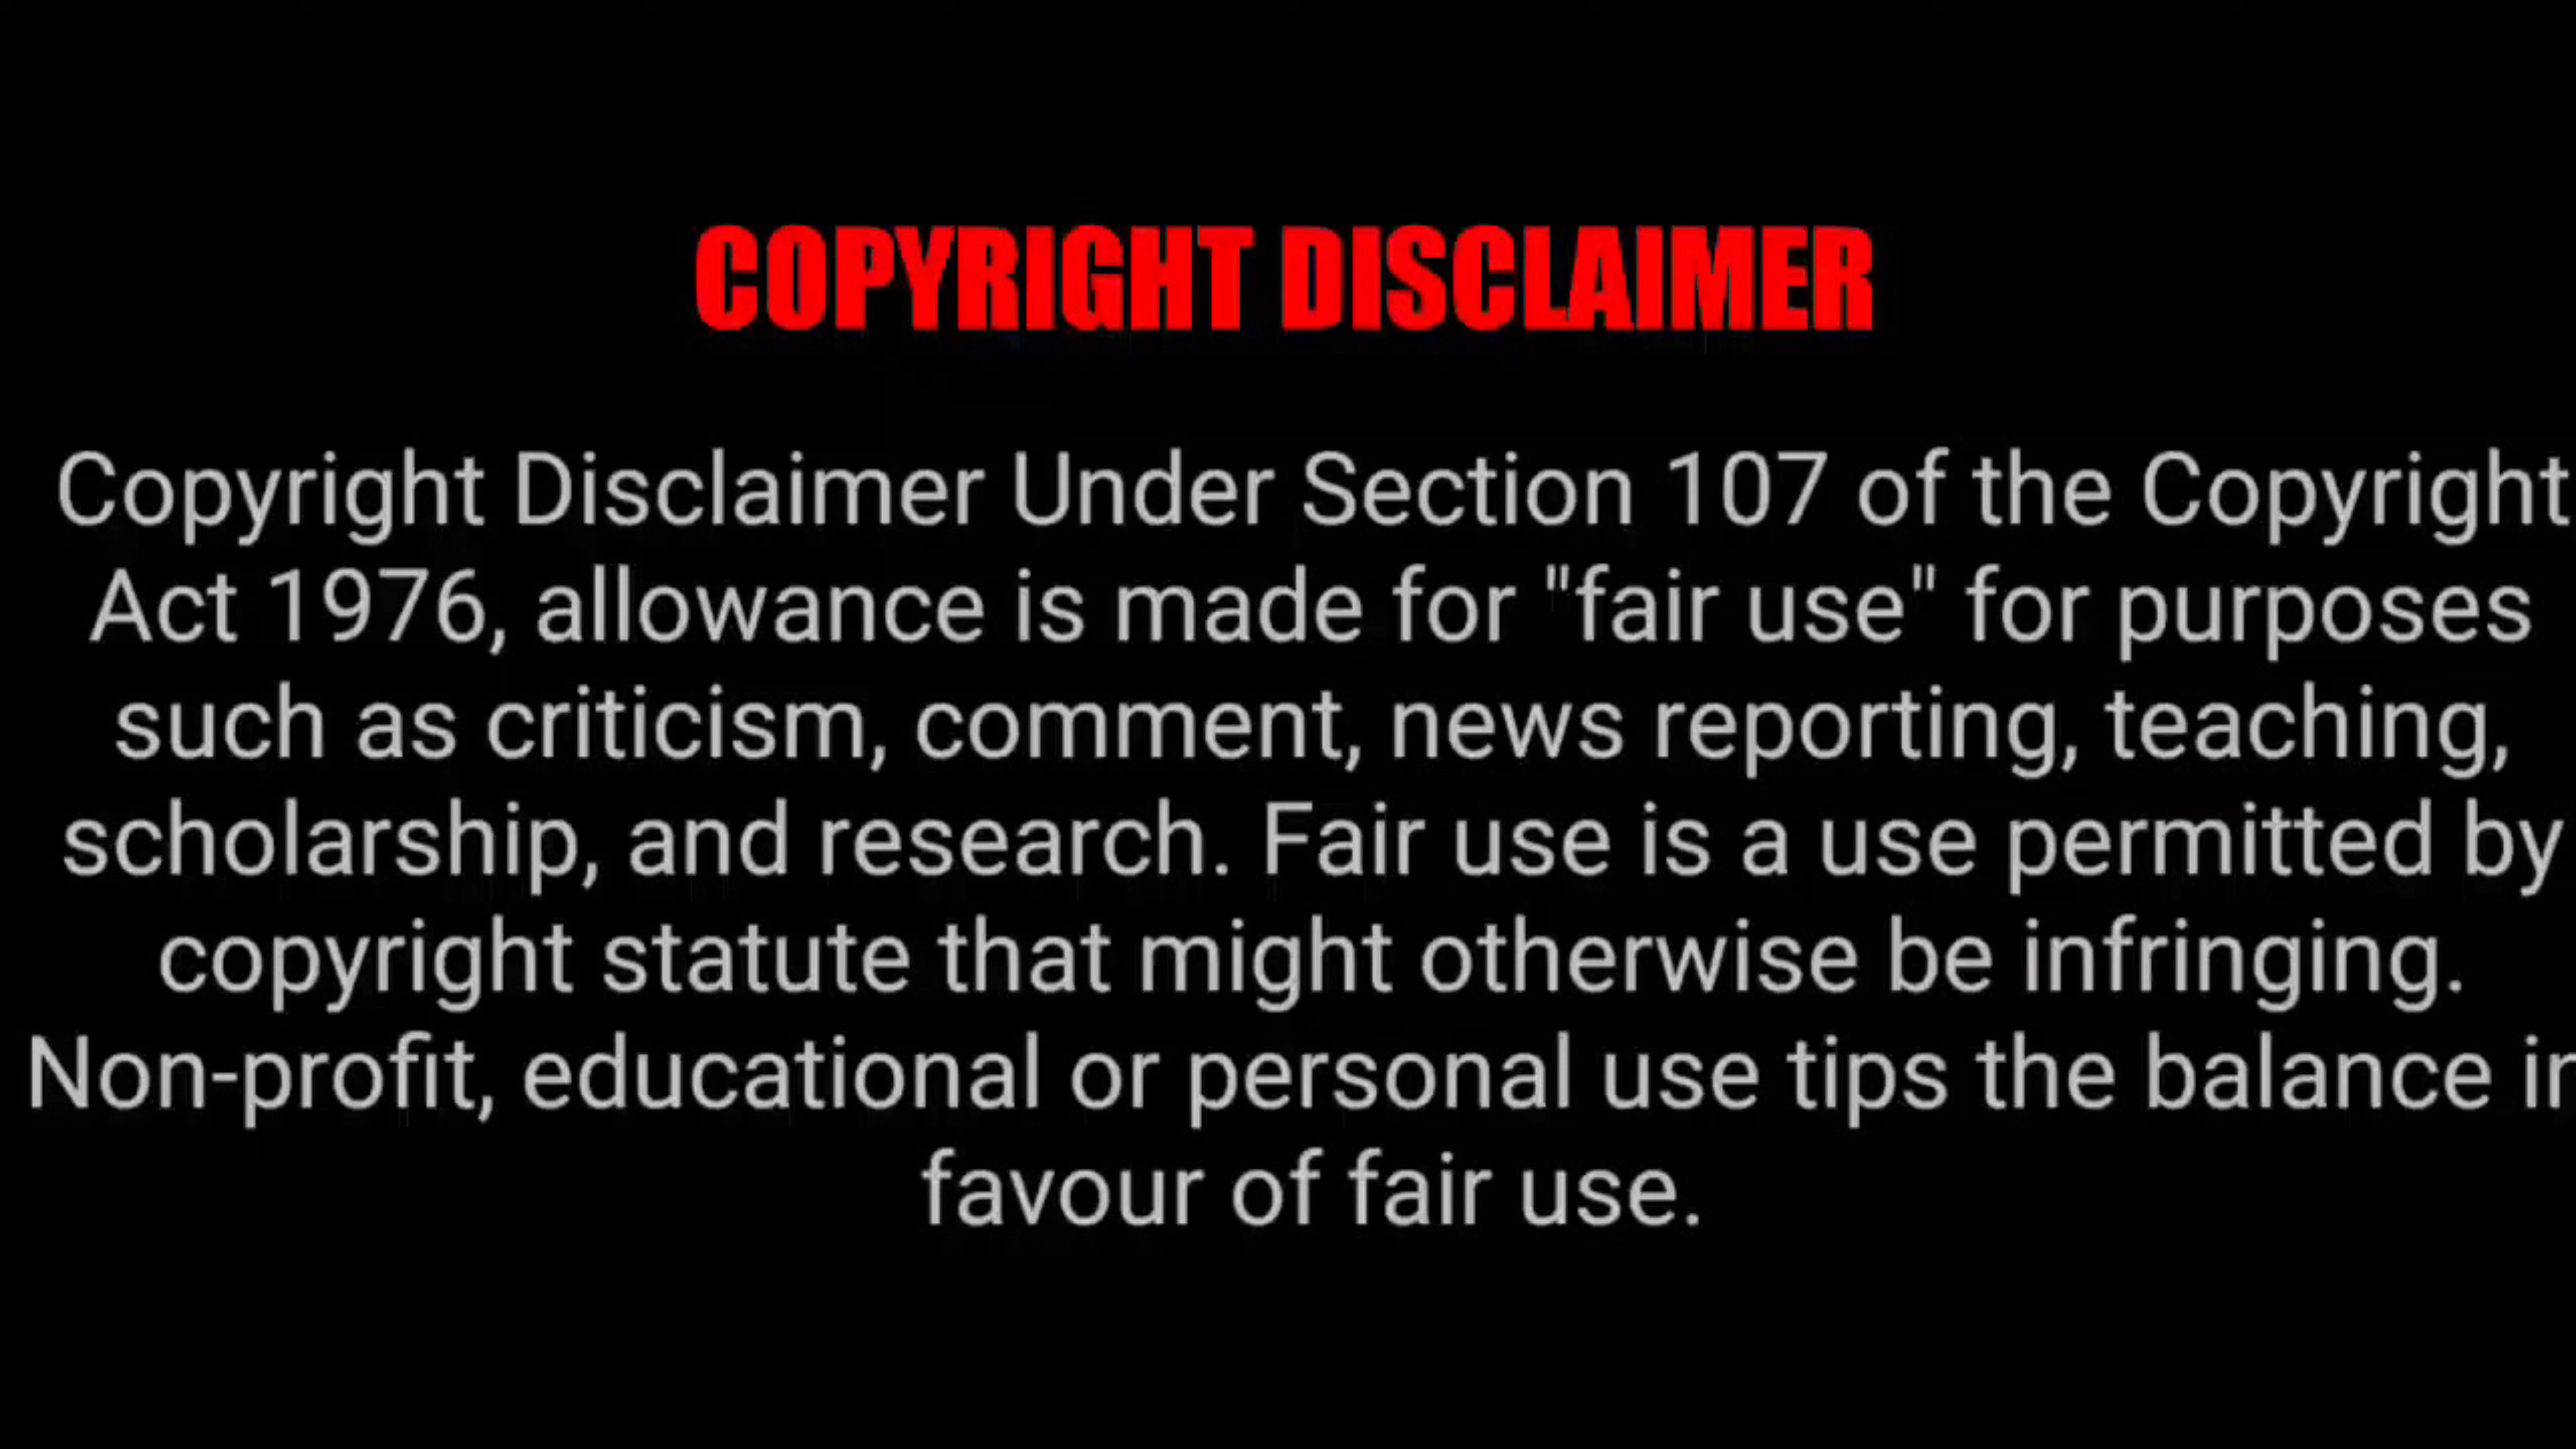 COPYRIGHT DISCLAIMER
Copyright Disclaimer Under Section 107 of the Copyright
Act 1976, allowance is made for "fair use" for purposes
such as criticism, comment, news reporting, teaching,
scholarship, and research. Fair use is a use permitted by
copyright statute that might otherwise be infringing.
Non-profit, educational or personal use tips the balance in
favour of fair use.